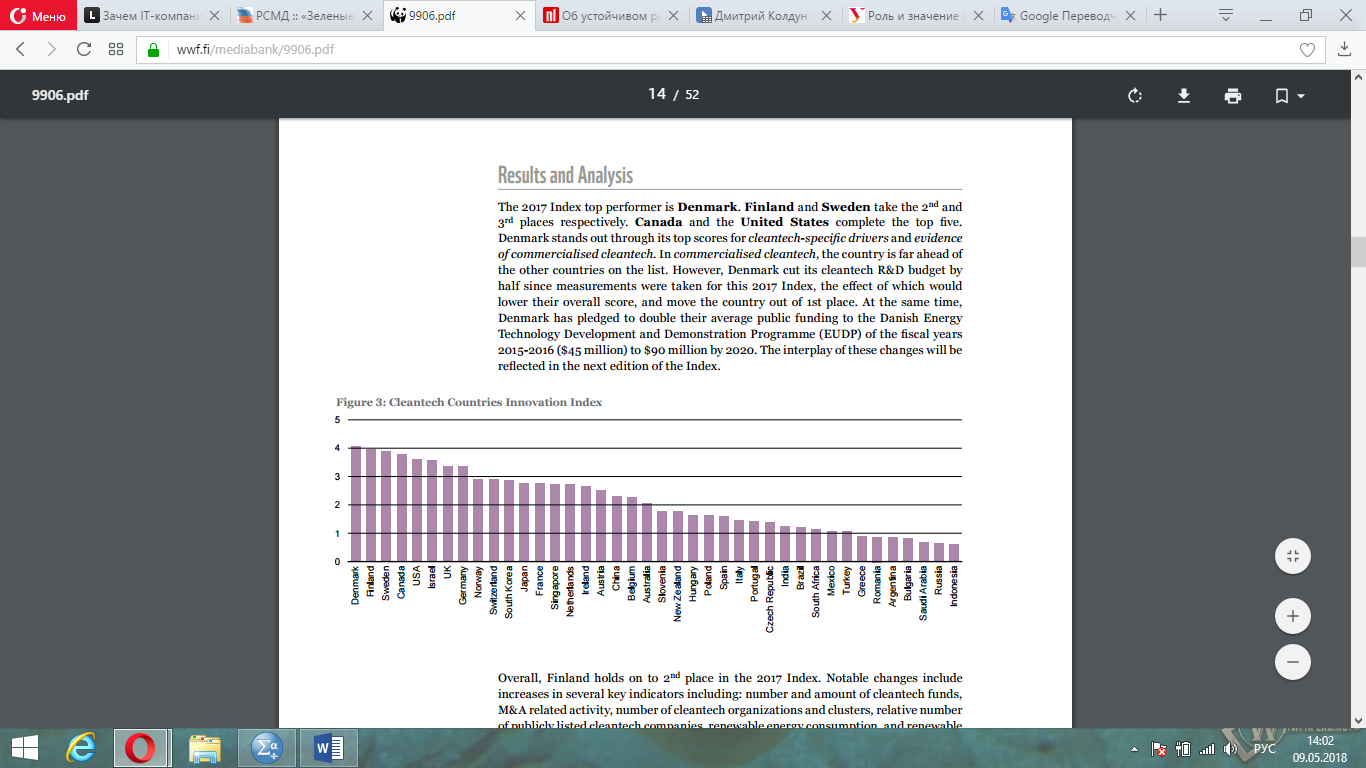 Меню
Зачем IT-компани
РСМД :: «Зеленые
9906.pdf
Об устойчивом р
Дмитрий Колдун -
Роль и значение э
Google Переводч
wwf.fi/mediabank/9906.pdf
9906.pdf
14 / 52
Results and Analysis
The 2017 Index top performer is Denmark. Finland and Sweden take the 2nd and
3rd places respectively. Canada and the United States complete the top five.
Denmark stands out through its top scores for cleantech-specific drivers and evidence
of commercialised cleantech. In commercialised cleantech, the country is far ahead of
the other countries on the list. However, Denmark cut its cleantech R&D budget by
half since measurements were taken for this 2017 Index, the effect of which would
lower their overall score, and move the country out of 1st place. At the same time,
Denmark has pledged to double their average public funding to the Danish Energy
Technology Development and Demonstration Programme (EUDP) of the fiscal years
2015-2016 ($45 million) to $90 million by 2020. The interplay of these changes will be
reflected in the next edition of the Index.
Figure 3: Cleantech Countries Innovation Index
5
4
3
2
1
0
Denmark
Finland
Sweden
Canada
USA
Israel
UK
Germany
Norway
Switzerland
South Korea
Japan
France
Singapore
Netherlands
Ireland
Austria
China
Belgium
Australia
Slovenia
New Zealand
Hungary
Poland
Spain
Italy
Portugal
Czech Republic
India
Brazil
South Africa
Mexico
Turkey
Greece
Romania
Argentina
Bulgaria
Saudi Arabia
Russia
Indonesia
Overall, Finland holds on to 2nd place in the 2017 Index. Notable changes include
increases in several key indicators including: number and amount of cleantech funds,
M&A related activity, number of cleantech organizations and clusters, relative number
of publicly listed cleantech companies, renewable energy consumption, and renewable
РУС
14:02
09.05.2018